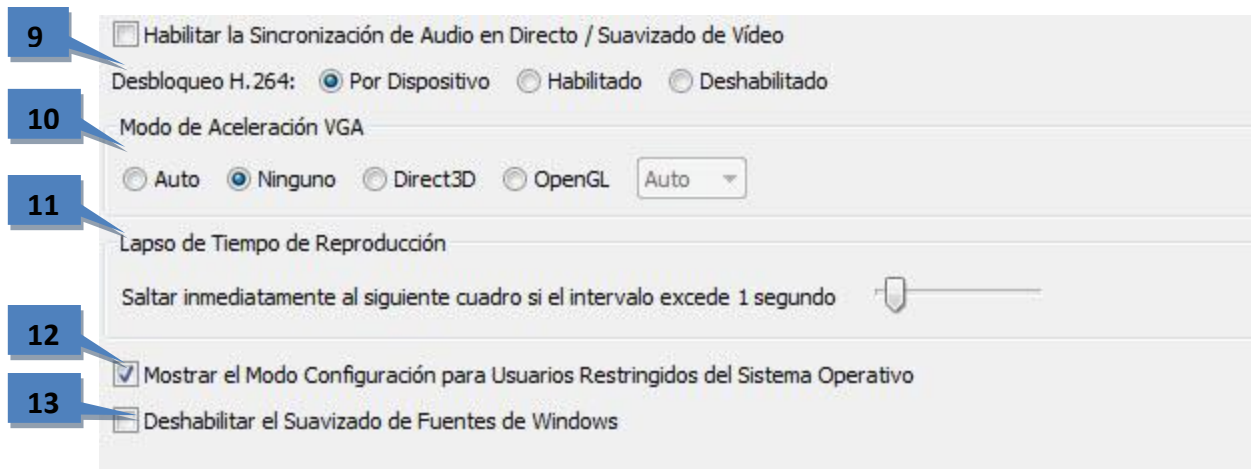 9
Habilitar la Sincronización de Audio en Directo / Suavizado de Vídeo
Desbloqueo H.264: Por Dispositivo Habilitado Deshabilitado
10
Modo de Aceleración VGA
Auto Ninguno Direct3D OpenGL Auto
11
Lapso de Tiempo de Reproducción
Saltar inmediatamente al siguiente cuadro si el intervalo excede 1 segundo
12
Mostrar el Modo Configuración para Usuarios Restringidos del Sistema Operativo
13
Deshabilitar el Suavizado de Fuentes de Windows